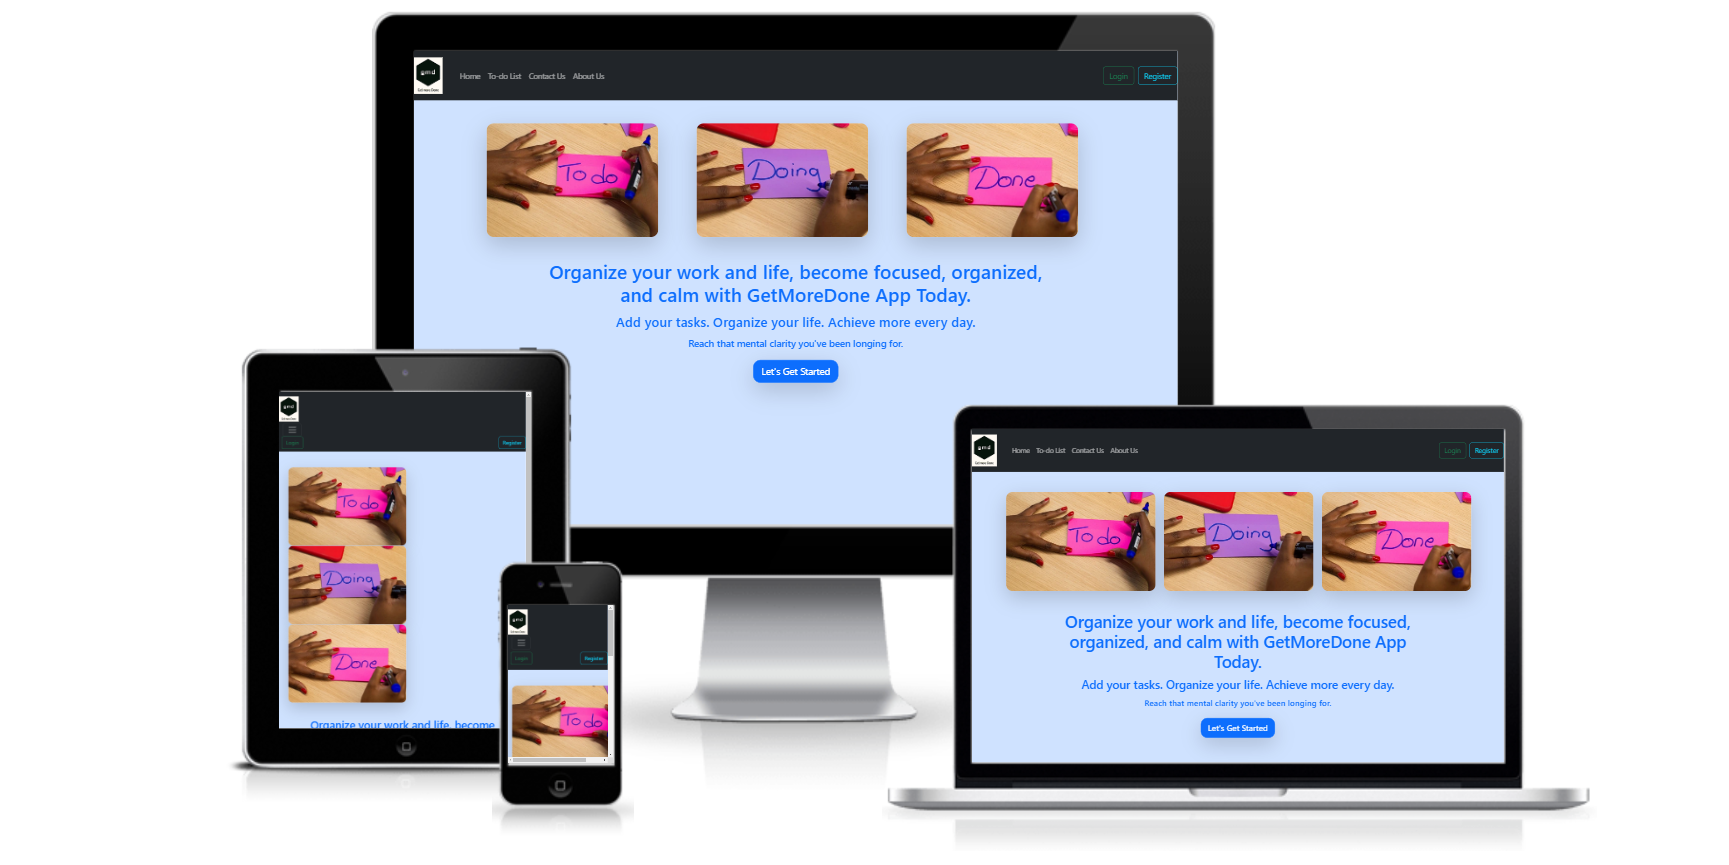 gmd
Home To-do List Contact Us About Us
Login Register
To do
Doing
Done
Organize your work and life, become focused, organized,
and calm with GetMoreDone App Today.
Add your tasks. Organize your life. Achieve more every day.
Reach that mental clarity you've been longing for.
Let's Get Started
gmd
Login Register
To do
Doing
Done
Organize your work and life, become
gmd
Login Register
To do
gmd
Home To-do List Contact Us About Us
Login Register
To do
Doing
Done
Organize your work and life, become focused,
organized, and calm with GetMoreDone App
Today.
Add your tasks. Organize your life. Achieve more every day.
Reach that mental clarity you've been longing for.
Let's Get Started